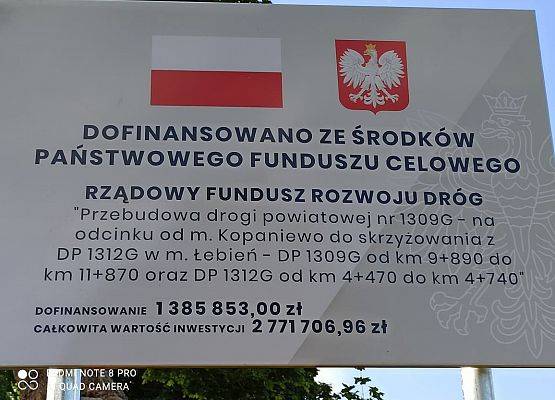 DOFINANSOWANO ZE ŚRODKÓW
PAŃSTWOWEGO FUNDUSZU CELOWEGO
RZĄDOWY FUNDUSZ ROZWOJU DRÓG
"Przebudowa drogi powiatowej nr 1309G - na
odcinku od m. Kopaniewo do skrzyżowania z
DP 1312G w m. Łebień - DP 1309G od km 9+890 do
km 11+870 oraz DP 1312G od km 4+470 do km 4+740"
DOFINANSOWANIE 1 385 853,00 zł
CAŁKOWITA WARTOŚĆ INWESTYCJI 2 771 706,96 zł
REDMI NOTE 8 PRO
AI QUAD CAMERA